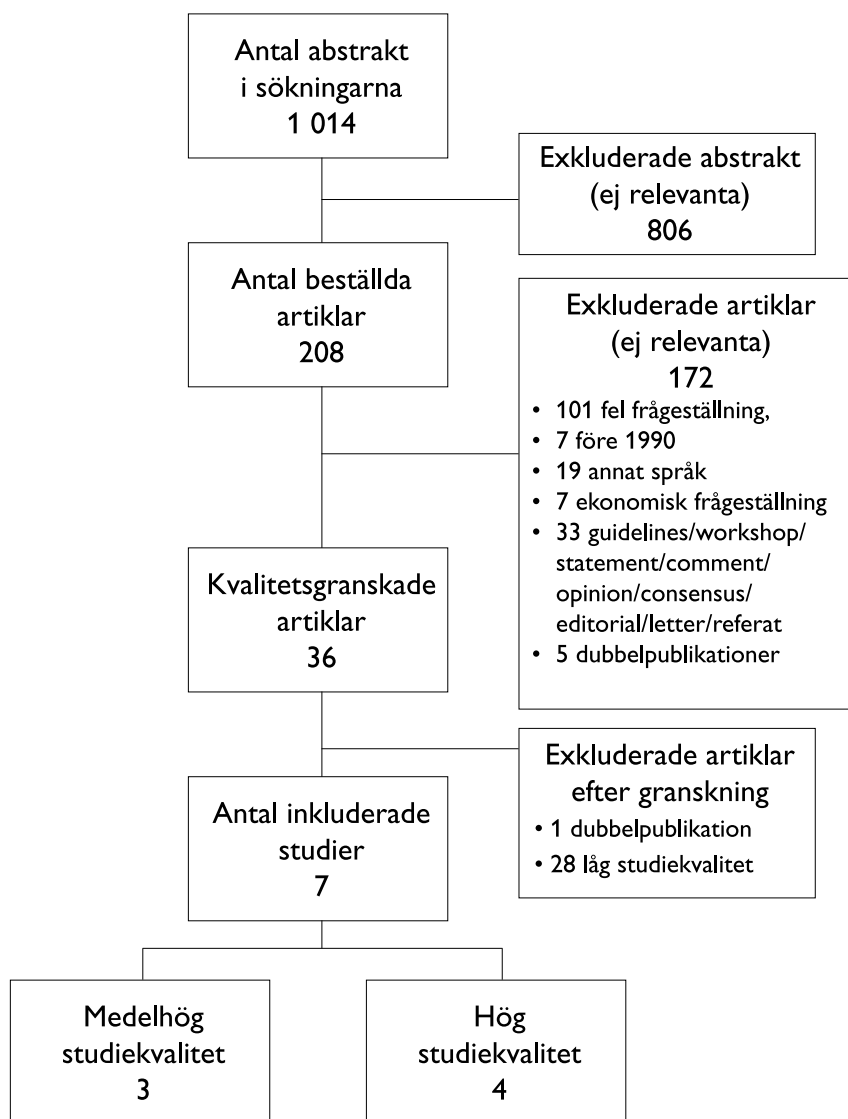 Antal abstrakt
i sökningarna
1 014
Exkluderade abstrakt
(ej relevanta)
806
Antal beställda
artiklar
208
Exkluderade artiklar
(ej relevanta)
172
• 101 fel frågeställning,
• 7 före 1990
• 19 annat språk
• 7 ekonomisk frågeställning
• 33 guidelines/workshop/
statement/comment/
opinion/consensus/
editorial/letter/referat
• 5 dubbelpublikationer
Kvalitetsgranskade
artiklar
36
Exkluderade artiklar
efter granskning
• 1 dubbelpublikation
• 28 låg studiekvalitet
Antal inkluderade
studier
7
Medelhög
studiekvalitet
3
Hög
studiekvalitet
4